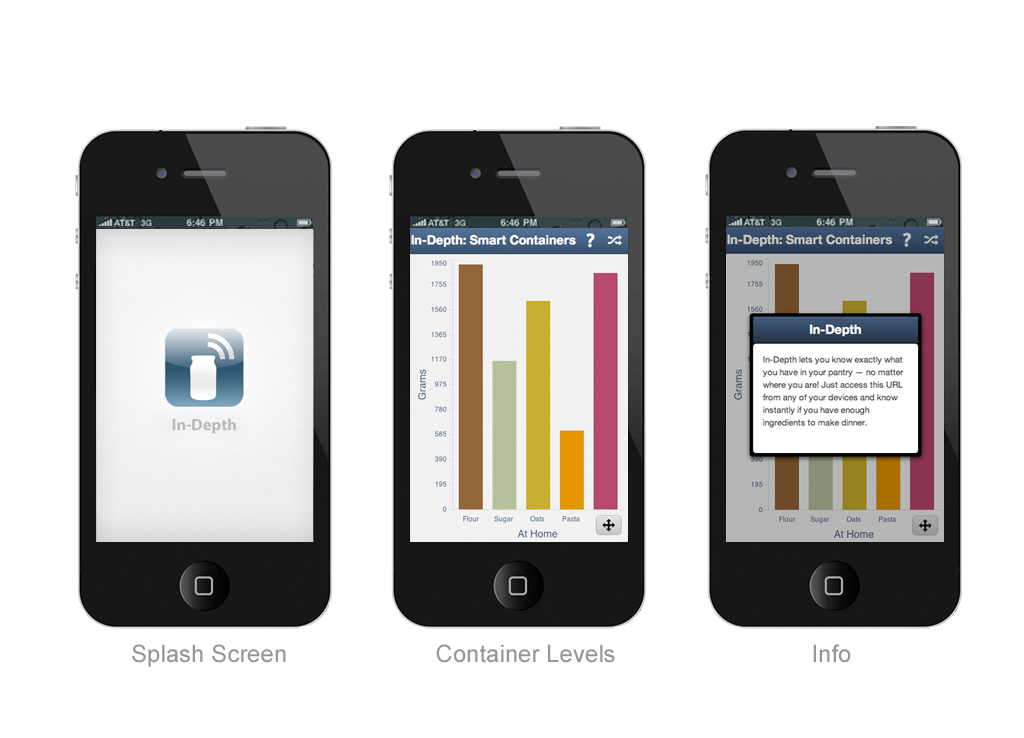 AT&T 3G 6:46 PM
In-Depth
Splash Screen
AT&T 3G 6:46 PM
In-Depth: Smart Containers ?
1950
1755
1560
1365
1170
975
780
585
390
195
0
Grams
Flour Sugar Oats Pasta
At Home
Container Levels
AT&T 3G 6:46 PM
In-Depth: Smart Containers ?
1950
1755
1560
In-Depth
In-Depth lets you know exactly what
you have in your pantry — no matter
where you are! Just access this URL
from any of your devices and know
instantly if you have enough
ingredients to make dinner.
Grams
390
195
0
Flour Sugar Oats Pasta
At Home
Info